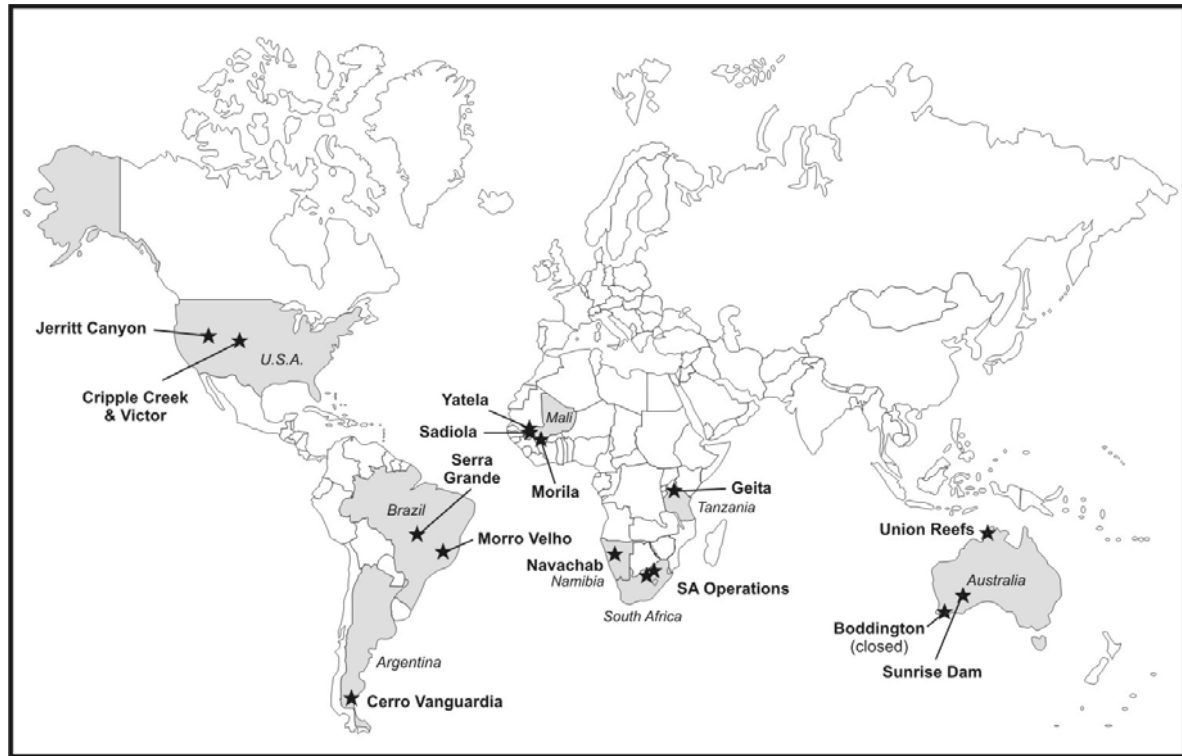 Jerritt Canyon
U.S.A.
Cripple Creek
& Victor
Yatela
Mali
Sadiola
Serra
Grande
Morila
Geita
Tanzania
Brazil
Morro Velho
Union Reefs
Navachab
Namibia
SA Operations
South Africa
Australia
Boddington
(closed)
Sunrise Dam
Argentina
Cerro Vanguardia